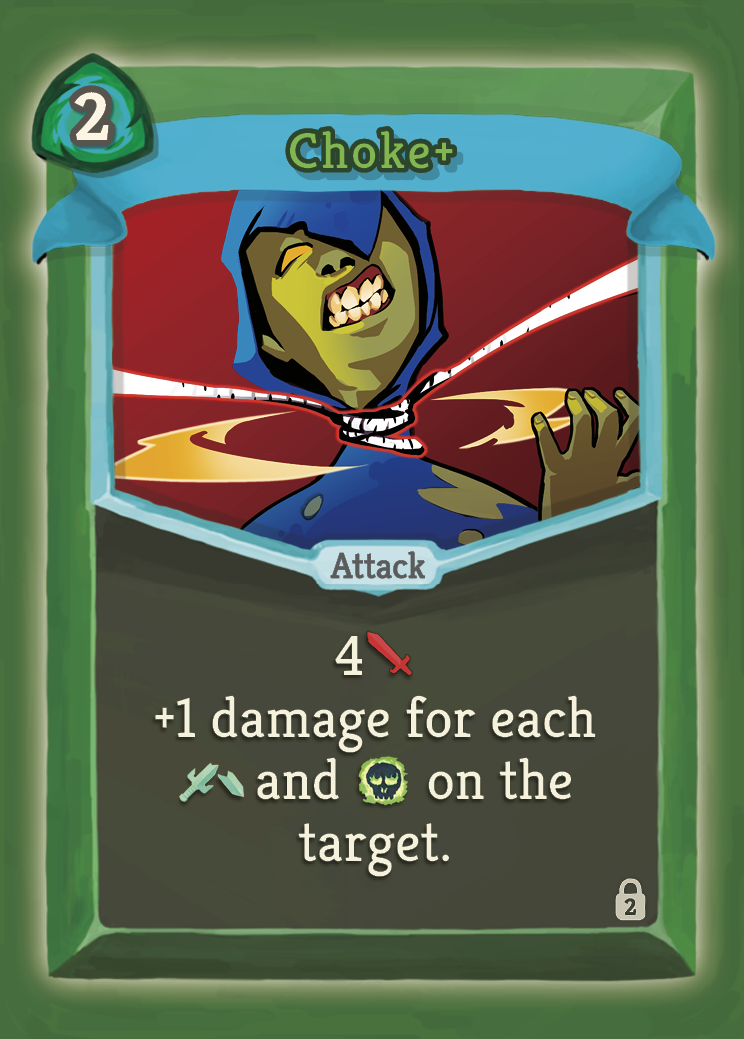 2
Choke+
Attack
4
+1 damage for each
and on the
target.
2